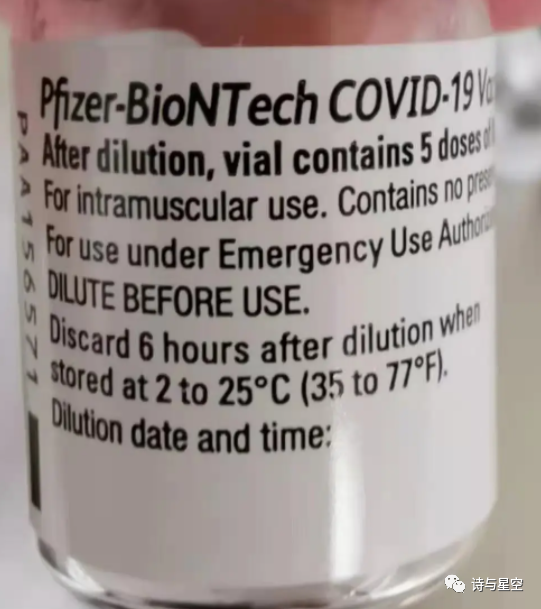 Pfizer-BioNTech COVID-19
After dilution, vial contains 5 doses
For intramuscular use. Contains no
For use under Emergency Use
DILUTE BEFORE USE.
Discard 6 hours after dilution when
stored at 2 to 25°C (35 to 77°F).
Dilution date and time:
PAA156571
诗与星空